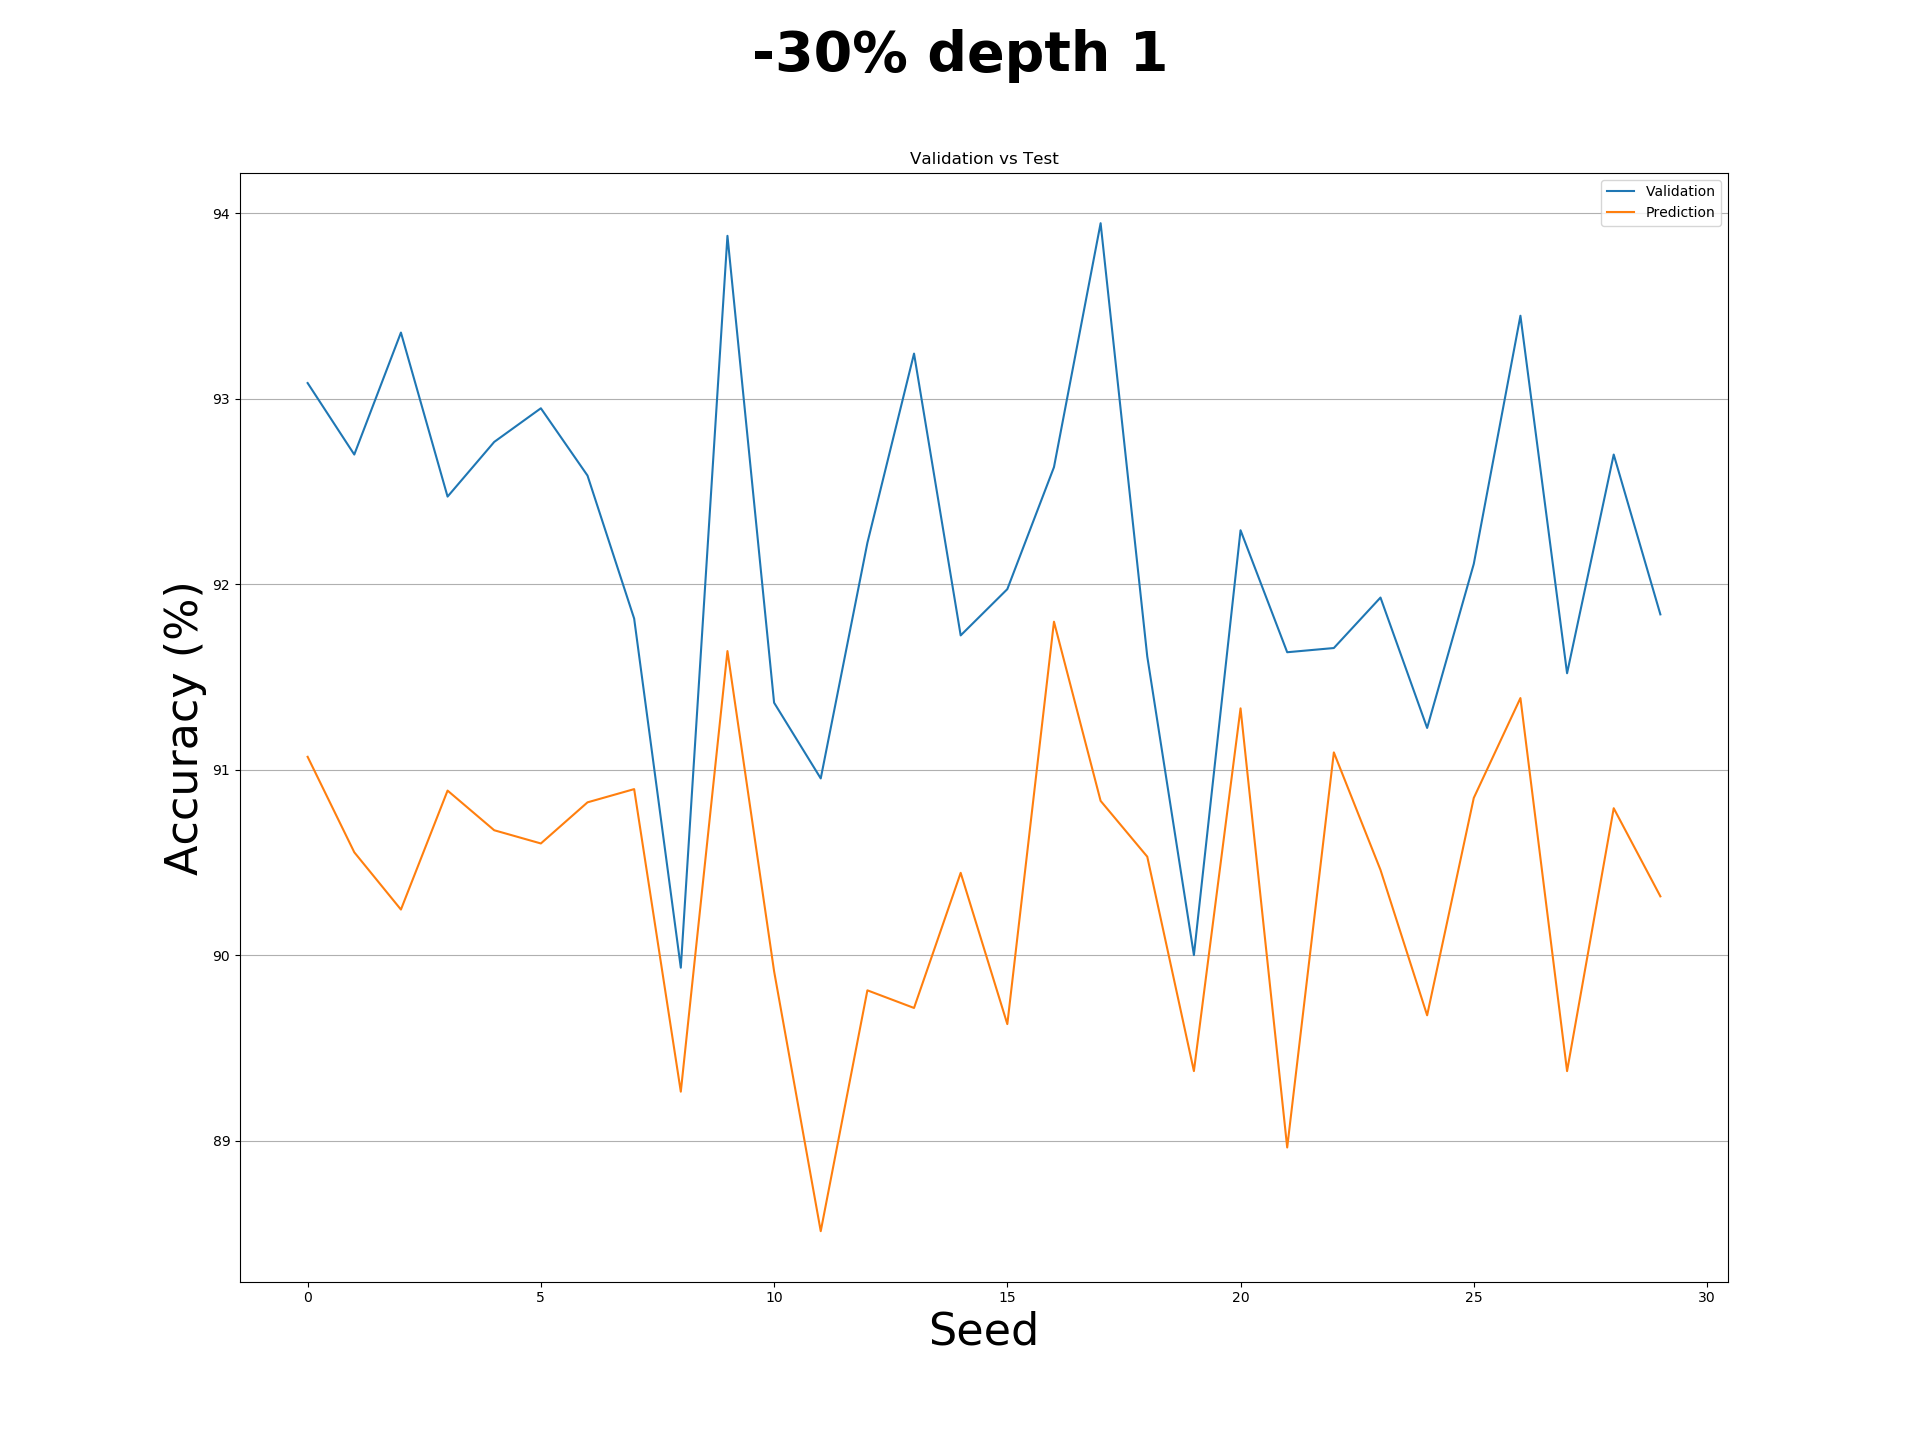 -30% depth 1
Validation vs Test
Validation
Prediction
94
93
92
91
90
89
Accuracy (%)
0 5 10 15 20 25 30
Seed